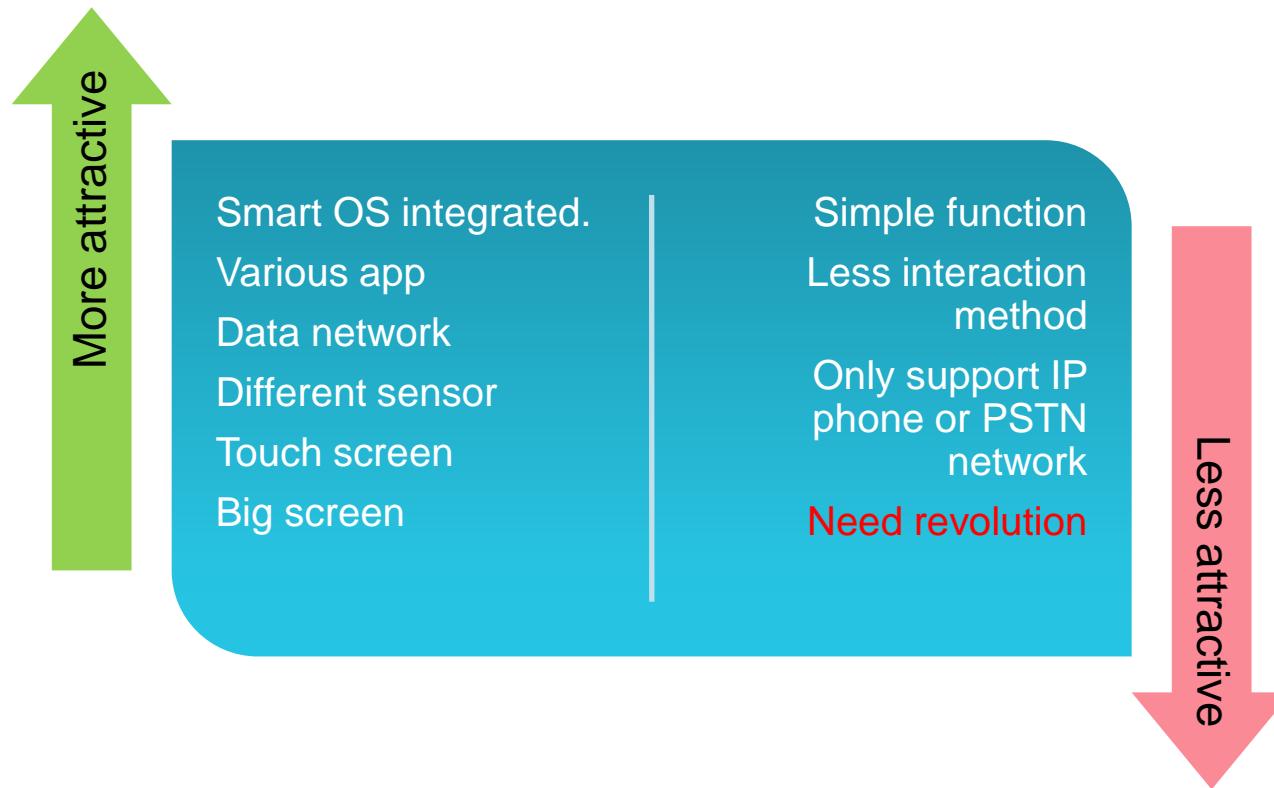 More attractive
Smart OS integrated.
Various app
Data network
Different sensor
Touch screen
Big screen
Simple function
Less interaction
method
Only support IP
phone or PSTN
network
Need revolution
Less attractive